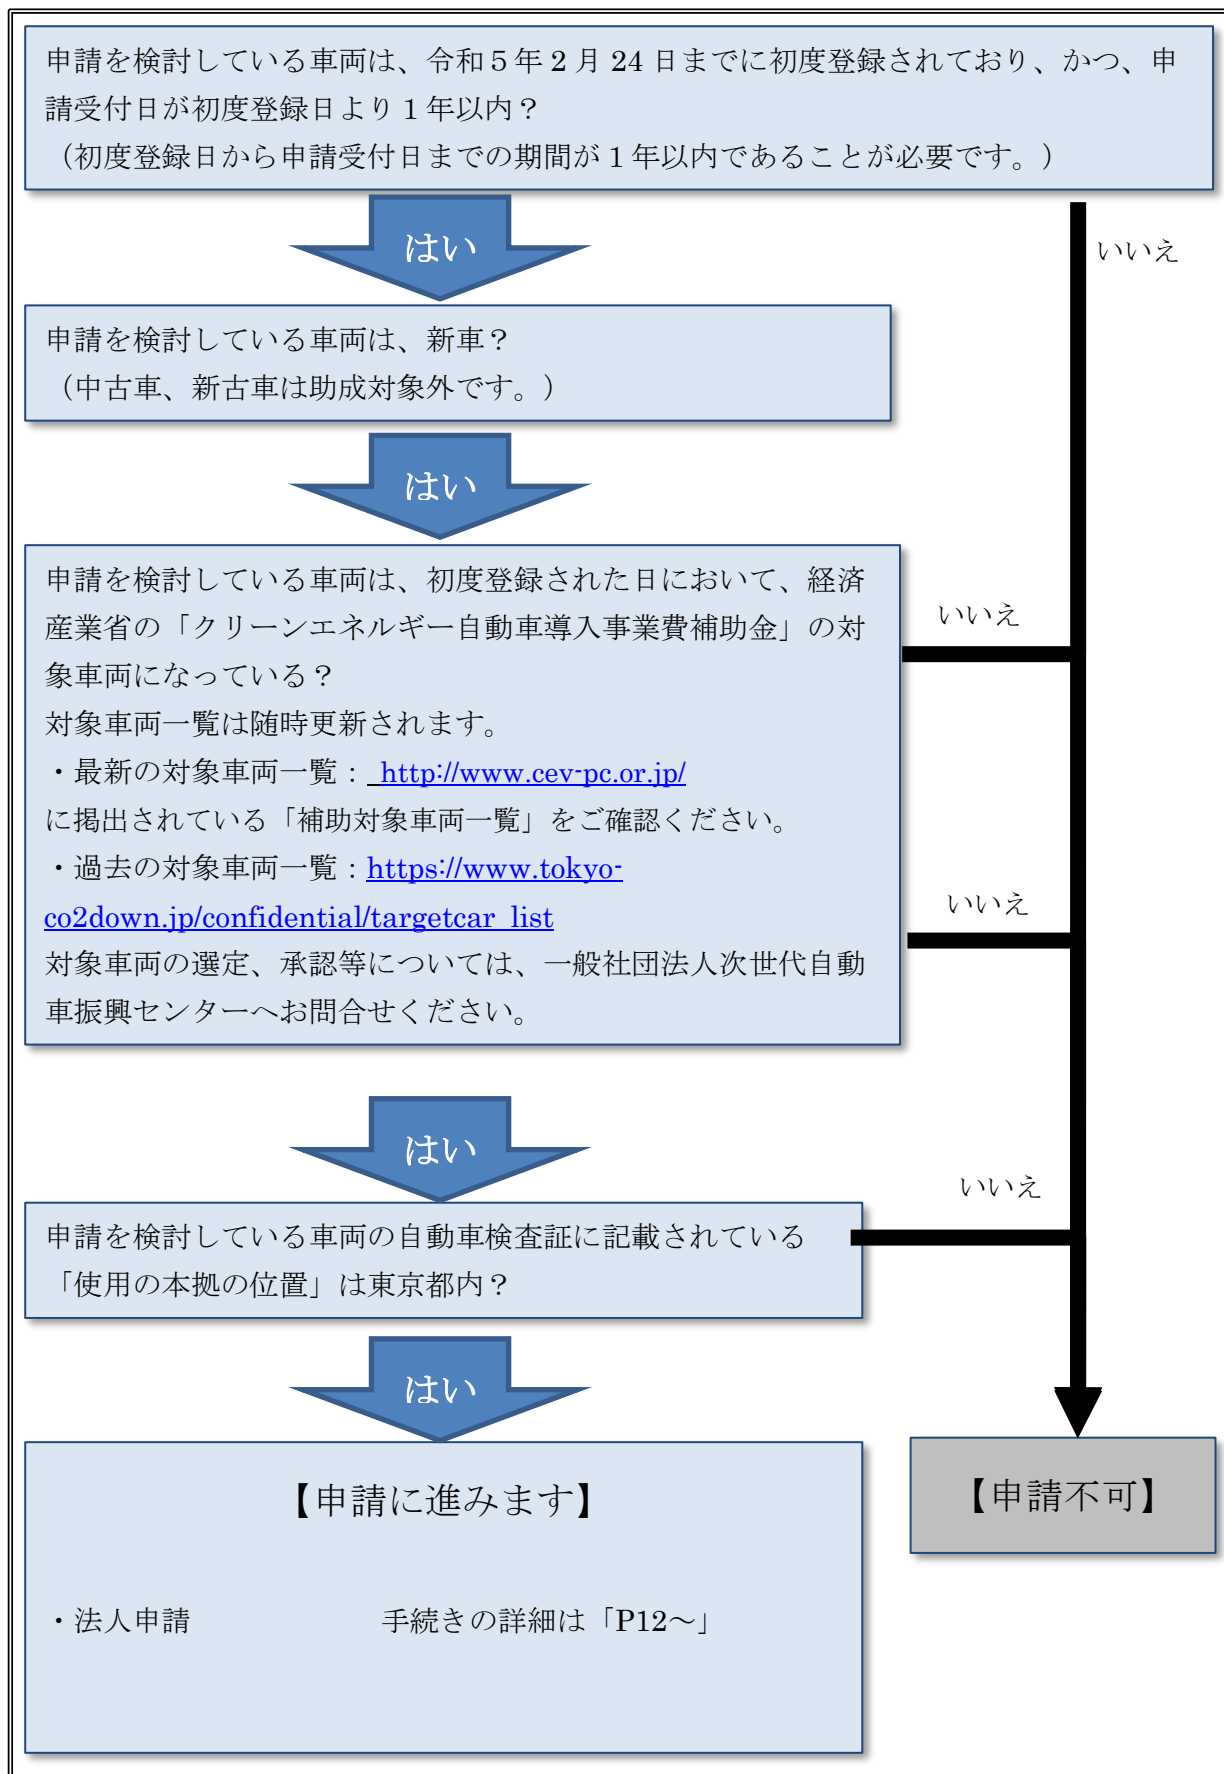 申請を検討している車両は、令和５年 2 月 24 日までに初度登録されており、かつ、申
請受付日が初度登録日より 1 年以内？
（初度登録日から申請受付日までの期間が 1 年以内であることが必要です。）
はい
いいえ
申請を検討している車両は、新車？
（中古車、新古車は助成対象外です。）
はい
申請を検討している車両は、初度登録された日において、経済
産業省の「クリーンエネルギー自動車導入事業費補助金」の対
象車両になっている？
対象車両一覧は随時更新されます。
・最新の対象車両一覧： http://www.cev-pc.or.jp/
に掲出されている「補助対象車両一覧」をご確認ください。
・過去の対象車両一覧：https://www.tokyo-
co2down.jp/confidential/targetcar_list
対象車両の選定、承認等については、一般社団法人次世代自動
車振興センターへお問合せください。
いいえ
いいえ
はい
いいえ
申請を検討している車両の自動車検査証に記載されている
「使用の本拠の位置」は東京都内？
はい
【申請に進みます】
・法人申請 手続きの詳細は「P12～」
【申請不可】